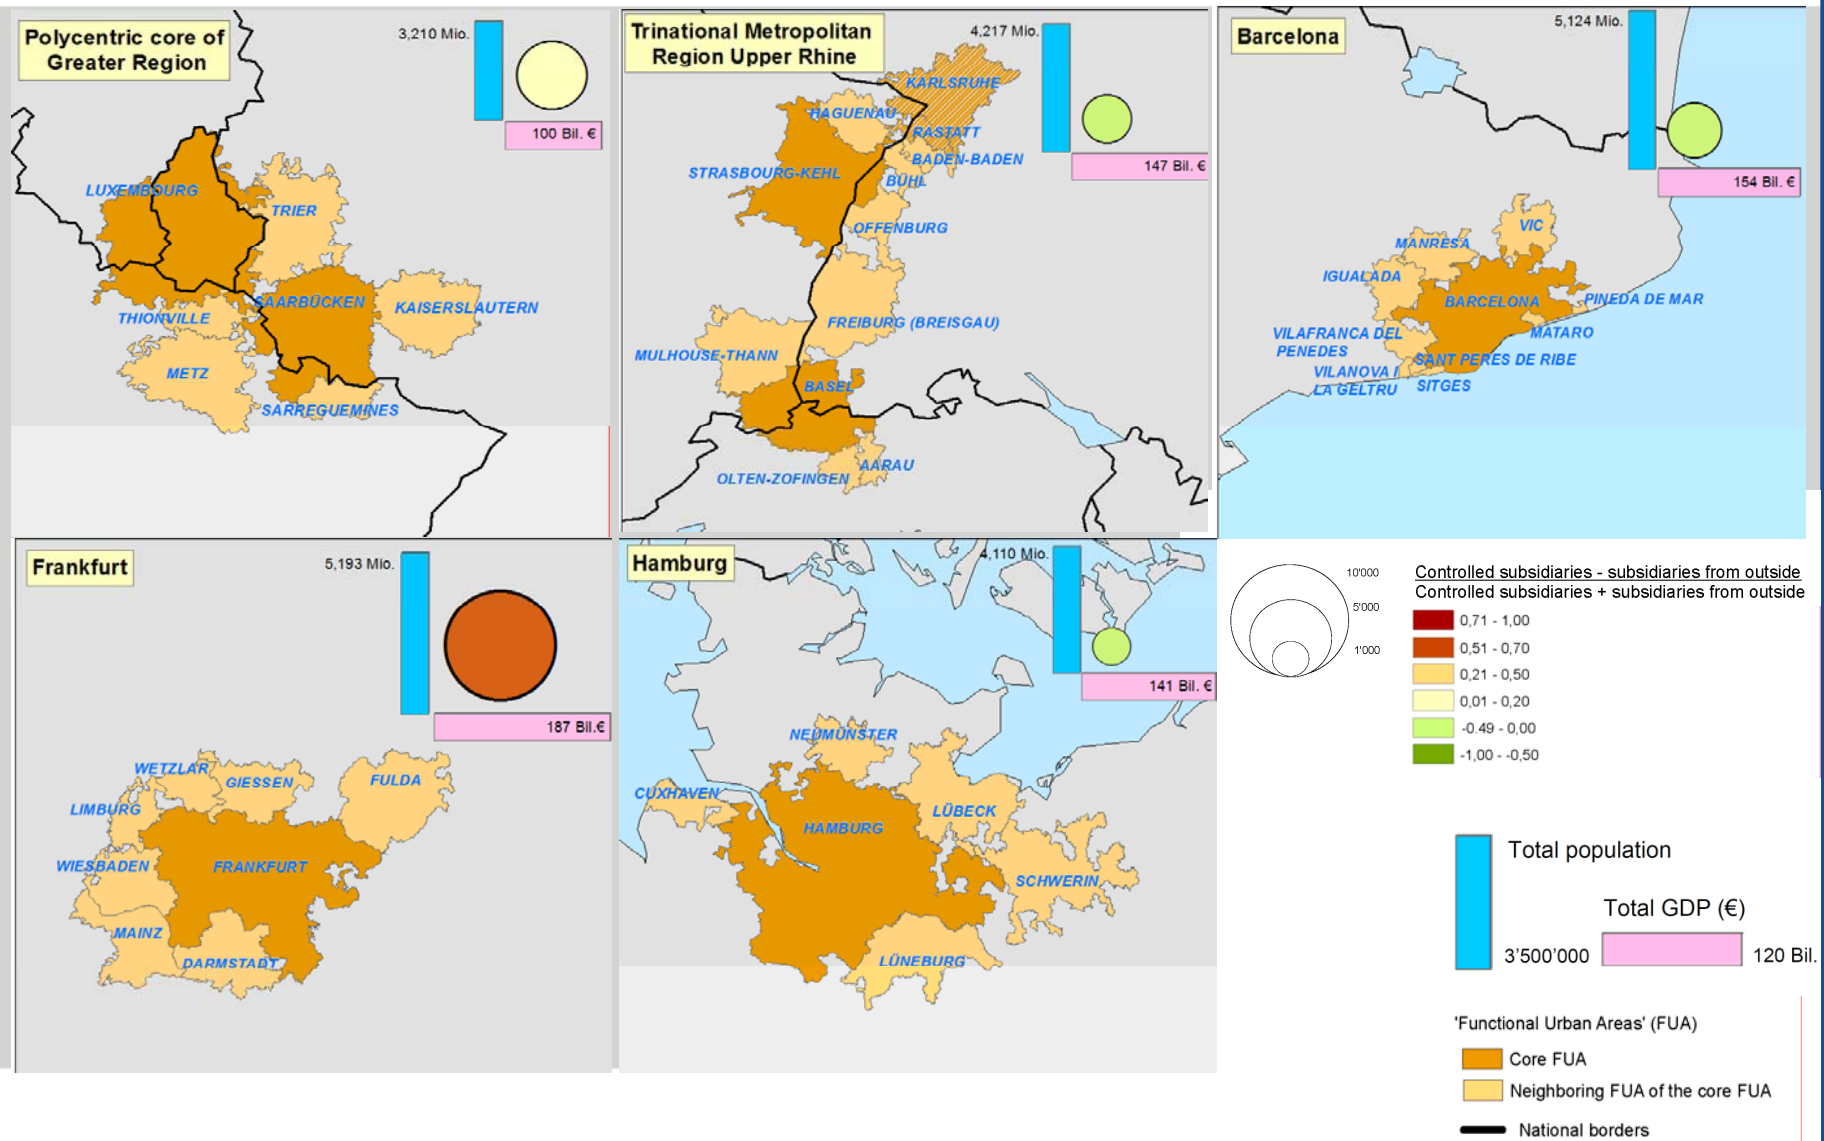 Polycentric core of
Greater Region
3,210 Mio.
100 Bil. €
LUXEMBOURG
TRIER
SAARBÜCKEN
KAISERSLAUTERN
THIONVILLE
METZ
SARREGUEMINES
Trinational Metropolitan
Region Upper Rhine
4,217 Mio.
147 Bil. €
KARLSRUHE
HAGUENAU
RASTATT
BADEN-BADEN
STRASBOURG-KEHL
BÜHL
OFFENBURG
FREIBURG (BREISGAU)
MULHOUSE-THANN
BASEL
AARAU
OLTEN-ZOFINGEN
Barcelona
5,124 Mio.
154 Bil. €
VIC
MANRESA
IGUALADA
BARCELONA
PINEDA DE MAR
MATARO
VILAFRANCA DEL
PENEDES
SANT PERES DE RIBE
VILANOVA I
LA GELTRU
SITGES
Frankfurt
5,193 Mio.
187 Bil.€
WETZLAR
GIESSEN
FULDA
LIMBURG
WIESBADEN
FRANKFURT
MAINZ
DARMSTADT
Hamburg
4,110 Mio.
141 Bil. €
NEUMÜNSTER
CUXHAVEN
HAMBURG
LÜBECK
SCHWERIN
LÜNEBURG
10'000
5'000
1'000
Controlled subsidiaries - subsidiaries from outside
Controlled subsidiaries + subsidiaries from outside
0,71 - 1,00
0,51 - 0,70
0,21 - 0,50
0,01 - 0,20
-0.49 - 0,00
-1,00 - -0,50
Total population
3'500'000
Total GDP (€)
120 Bil.
'Functional Urban Areas' (FUA)
Core FUA
Neighboring FUA of the core FUA
National borders